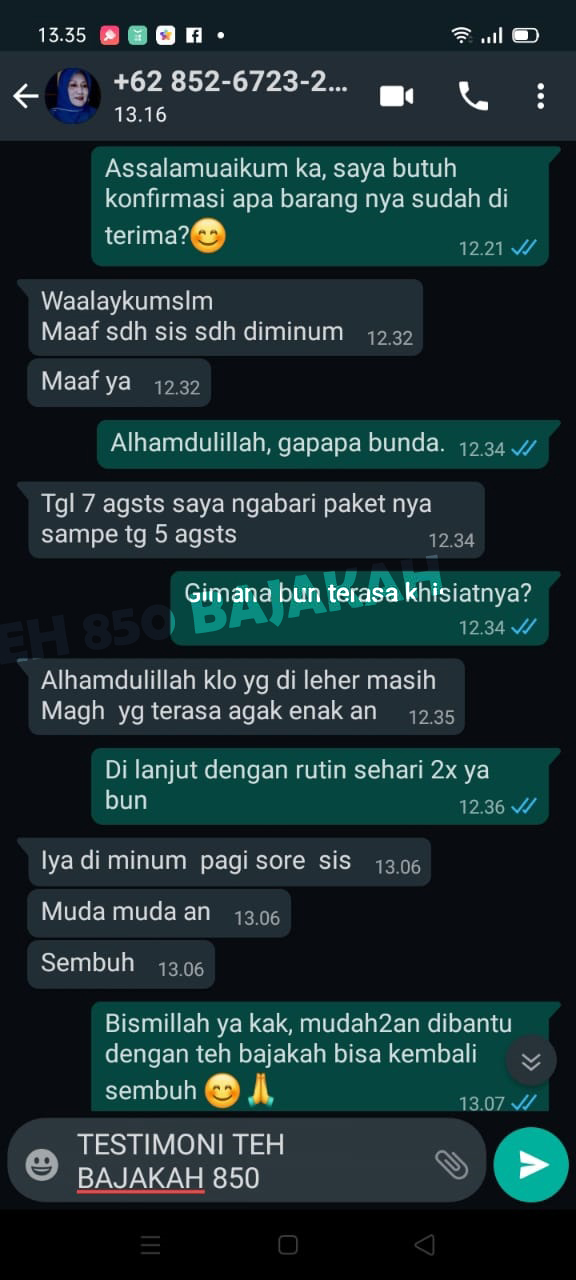 13.35
+62 852-6723-2...
13.16
Assalamuaikum ka, saya butuh
konfirmasi apa barang nya sudah di
terima?😊
12.21
Waalaykumslm
Maaf sdh sis sdh diminum 12.32
Maaf ya 12.32
Alhamdulillah, gapapa bunda. 12.34
Tgl 7 agsts saya ngabari paket nya
sampe tg 5 agsts
12.34
EH 850 BAJAKAH
Gimana bun terasa khisiatnya?
12.34
Alhamdulillah klo yg di leher masih
Magh yg terasa agak enak an 12.35
Di lanjut dengan rutin sehari 2x ya
bun 12.36
Iya di minum pagi sore sis 13.06
Muda muda an 13.06
Sembuh 13.06
Bismillah ya kak, mudah2an dibantu
dengan teh bajakah bisa kembali
sembuh 😊🙏
13.07
TESTIMONI TEH
BAJAKAH 850